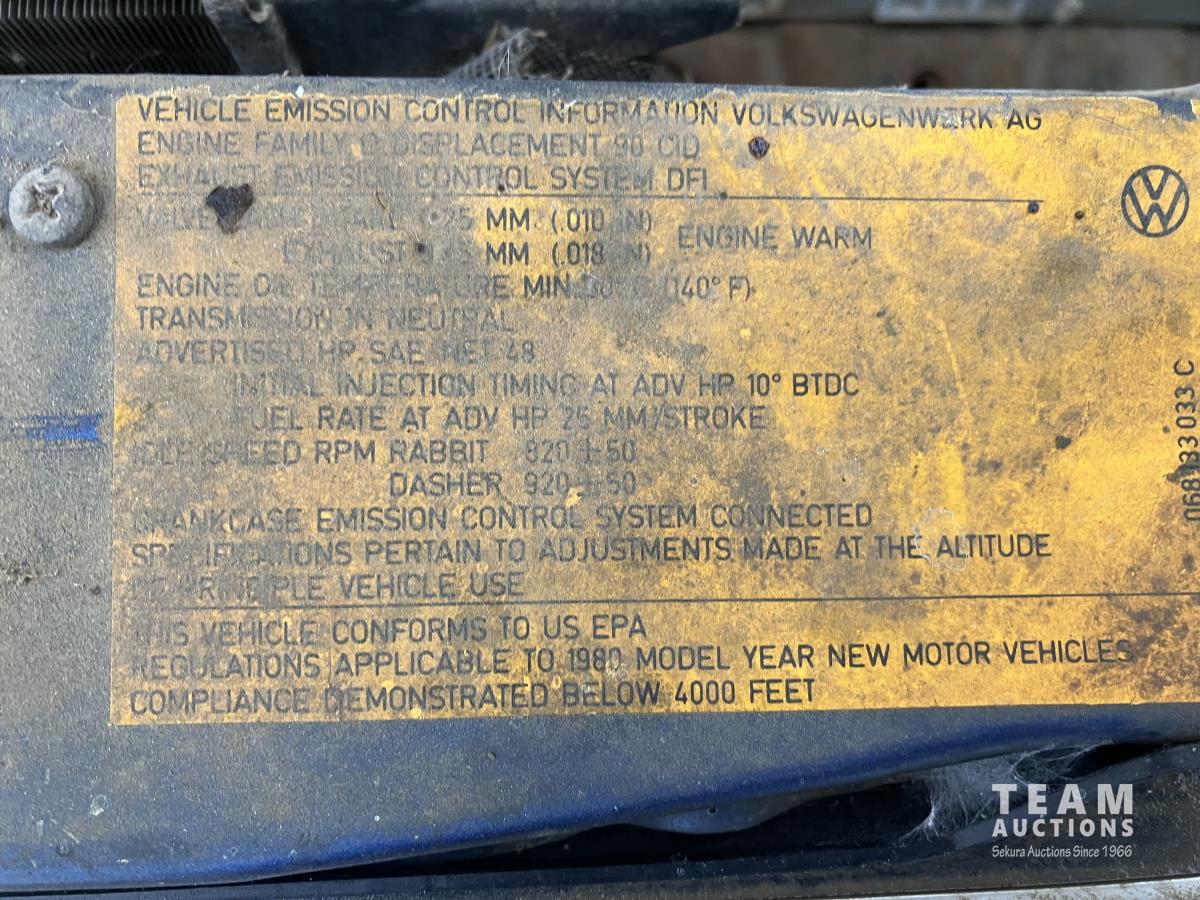 VEHICLE EMISSION CONTROL INFORMATION VOLKSWAGENWERK AG
ENGINE FAMILY D DISPLACEMENT 90 CID
EXHAUST EMISSION CONTROL SYSTEM DFI
VALVE MM (.010 IN)
EXHAUST MM (.018 IN) ENGINE WARM
ENGINE OIL TEMPERATURE MIN (140° F)
TRANSMISSION IN NEUTRAL
ADVERTISED HP SAE NET 48
INITIAL INJECTION TIMING AT ADV HP 10° BTDC
FUEL RATE AT ADV HP 25 MM/STROKE
IDLE SPEED RPM RABBIT 820±50
DASHER 920±50
CRANKCASE EMISSION CONTROL SYSTEM CONNECTED
SPECIFICATIONS PERTAIN TO ADJUSTMENTS MADE AT THE ALTITUDE
OF PRINCIPLE VEHICLE USE
THIS VEHICLE CONFORMS TO US EPA
REGULATIONS APPLICABLE TO 1980 MODEL YEAR NEW MOTOR VEHICLES
COMPLIANCE DEMONSTRATED BELOW 4000 FEET
VW
033 C
TEAM
AUCTIONS
Sekura Auctions Since 1966